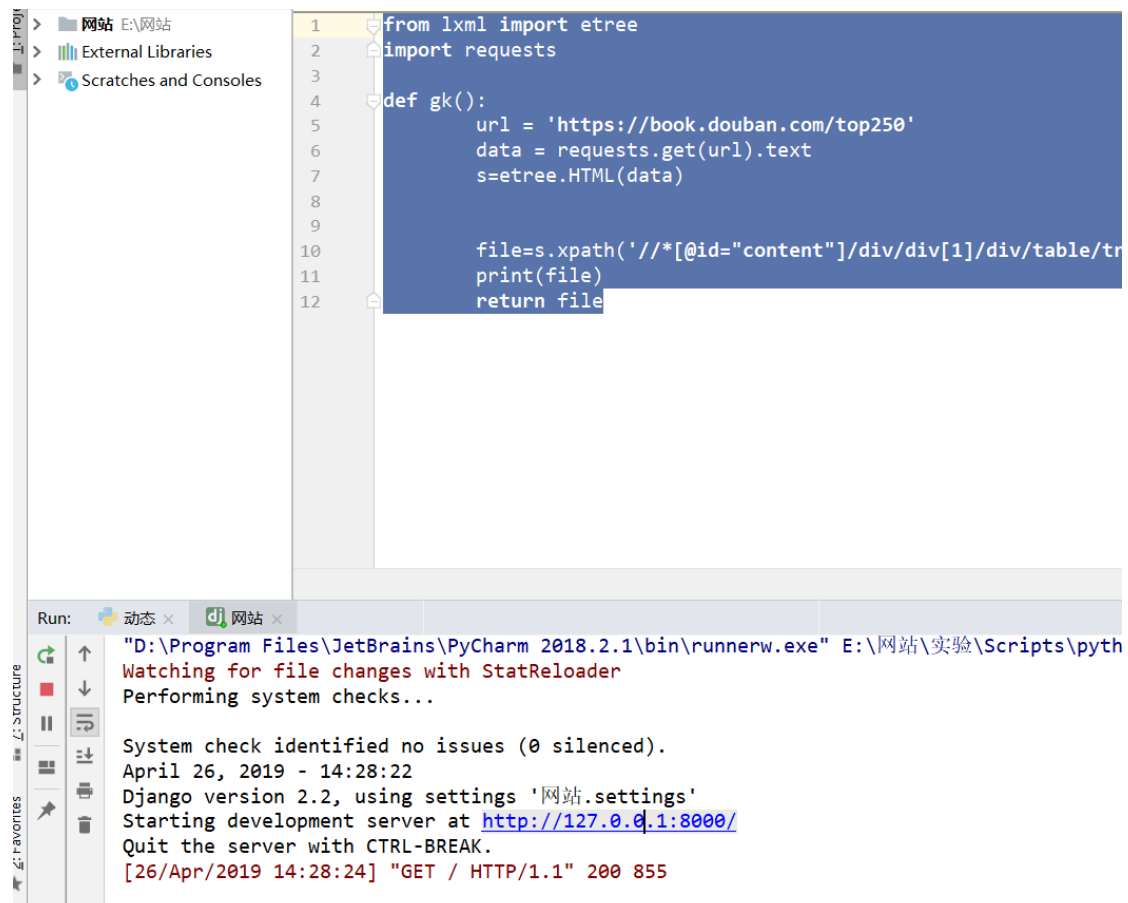 1: Proje
网站 E:\网站
External Libraries
Scratches and Consoles
1 from lxml import etree
2 import requests
3
4 def gk():
5 url = 'https://book.douban.com/top250'
6 data = requests.get(url).text
7 s=etree.HTML(data)
8
9
10 file=s.xpath('//*[@id="content"]/div/div[1]/div/table/tr
11 print(file)
12 return file
Run: 动态 网站
"D:\Program Files\JetBrains\PyCharm 2018.2.1\bin\runnerw.exe" E:\网站\实验\Scripts\pyth
Watching for file changes with StatReloader
Performing system checks...
System check identified no issues (0 silenced).
April 26, 2019 - 14:28:22
Django version 2.2, using settings '网站.settings'
Starting development server at http://127.0.0.1:8000/
Quit the server with CTRL-BREAK.
[26/Apr/2019 14:28:24] "GET / HTTP/1.1" 200 855
7: Structure
2: Favorites